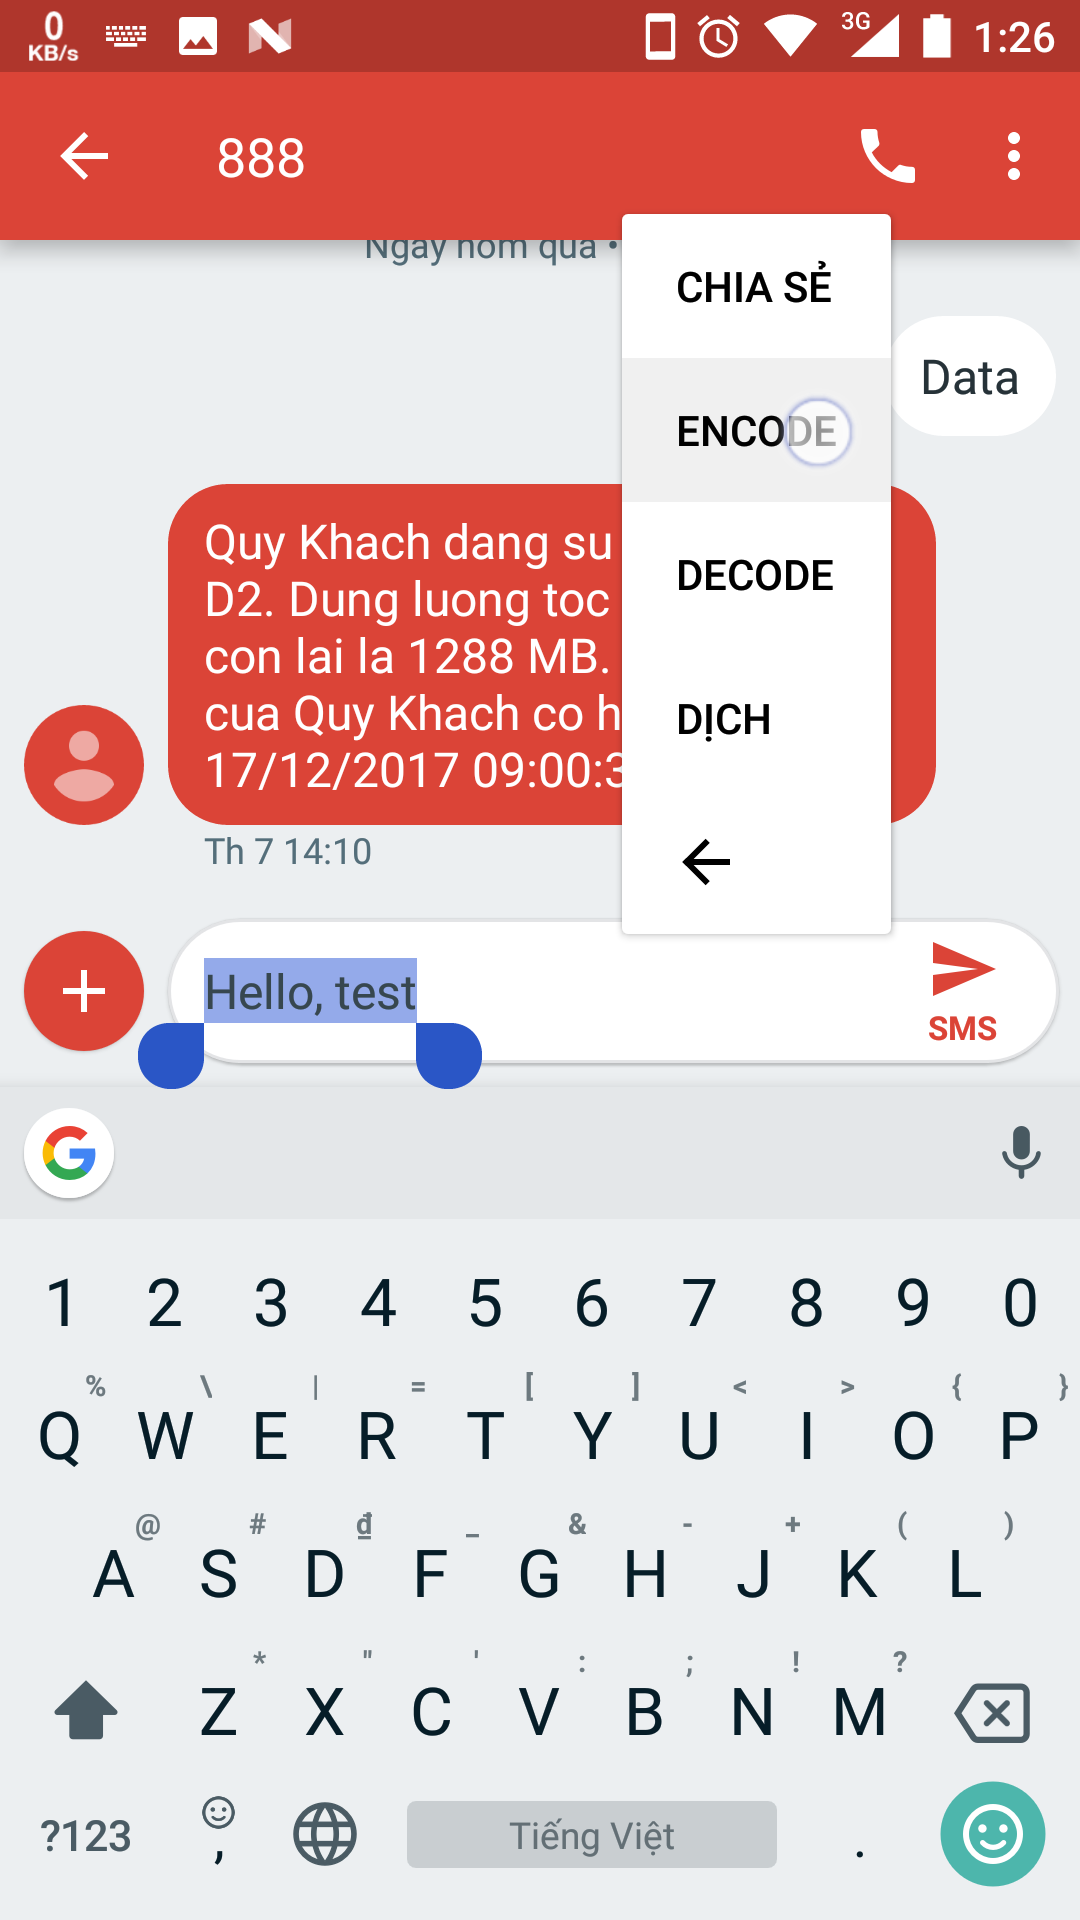 0
KB/s
3G
1:26
888
Ngày hôm qua •
CHIA SẺ
Data
ENCODE
Quy Khach dang su
D2. Dung luong toc
con lai la 1288 MB.
cua Quy Khach co h
17/12/2017 09:00:3
DECODE
DỊCH
Th 7 14:10
Hello, test
SMS
1 2 3 4 5 6 7 8 9 0
% \ | = [ ] < > { }
Q W E R T Y U I O P
@ # đ _ & - + ( )
A S D F G H J K L
* " ' : ; ! ?
Z X C V B N M
?123 , Tiếng Việt .